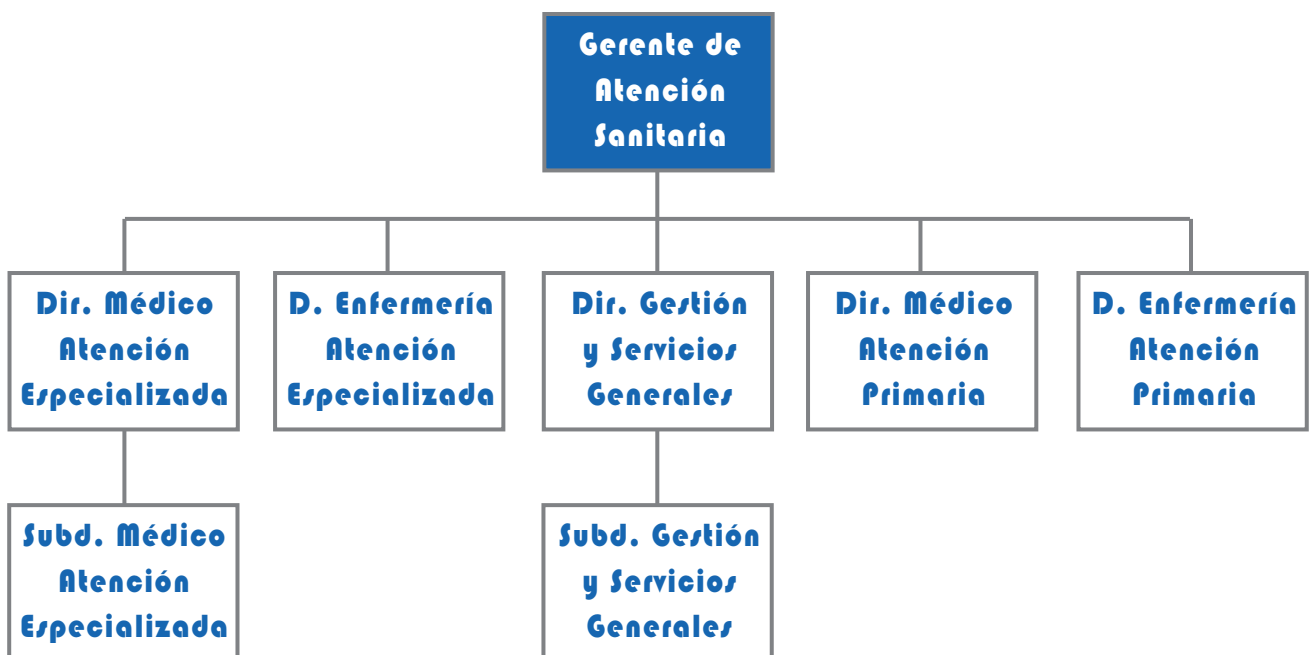 Gerente de
Atención
Sanitaria
Dir. Médico
Atención
Especializada
D. Enfermería
Atención
Especializada
Dir. Gestión
y Servicios
Generales
Dir. Médico
Atención
Primaria
D. Enfermería
Atención
Primaria
Subd. Médico
Atención
Especializada
Subd. Gestión
y Servicios
Generales